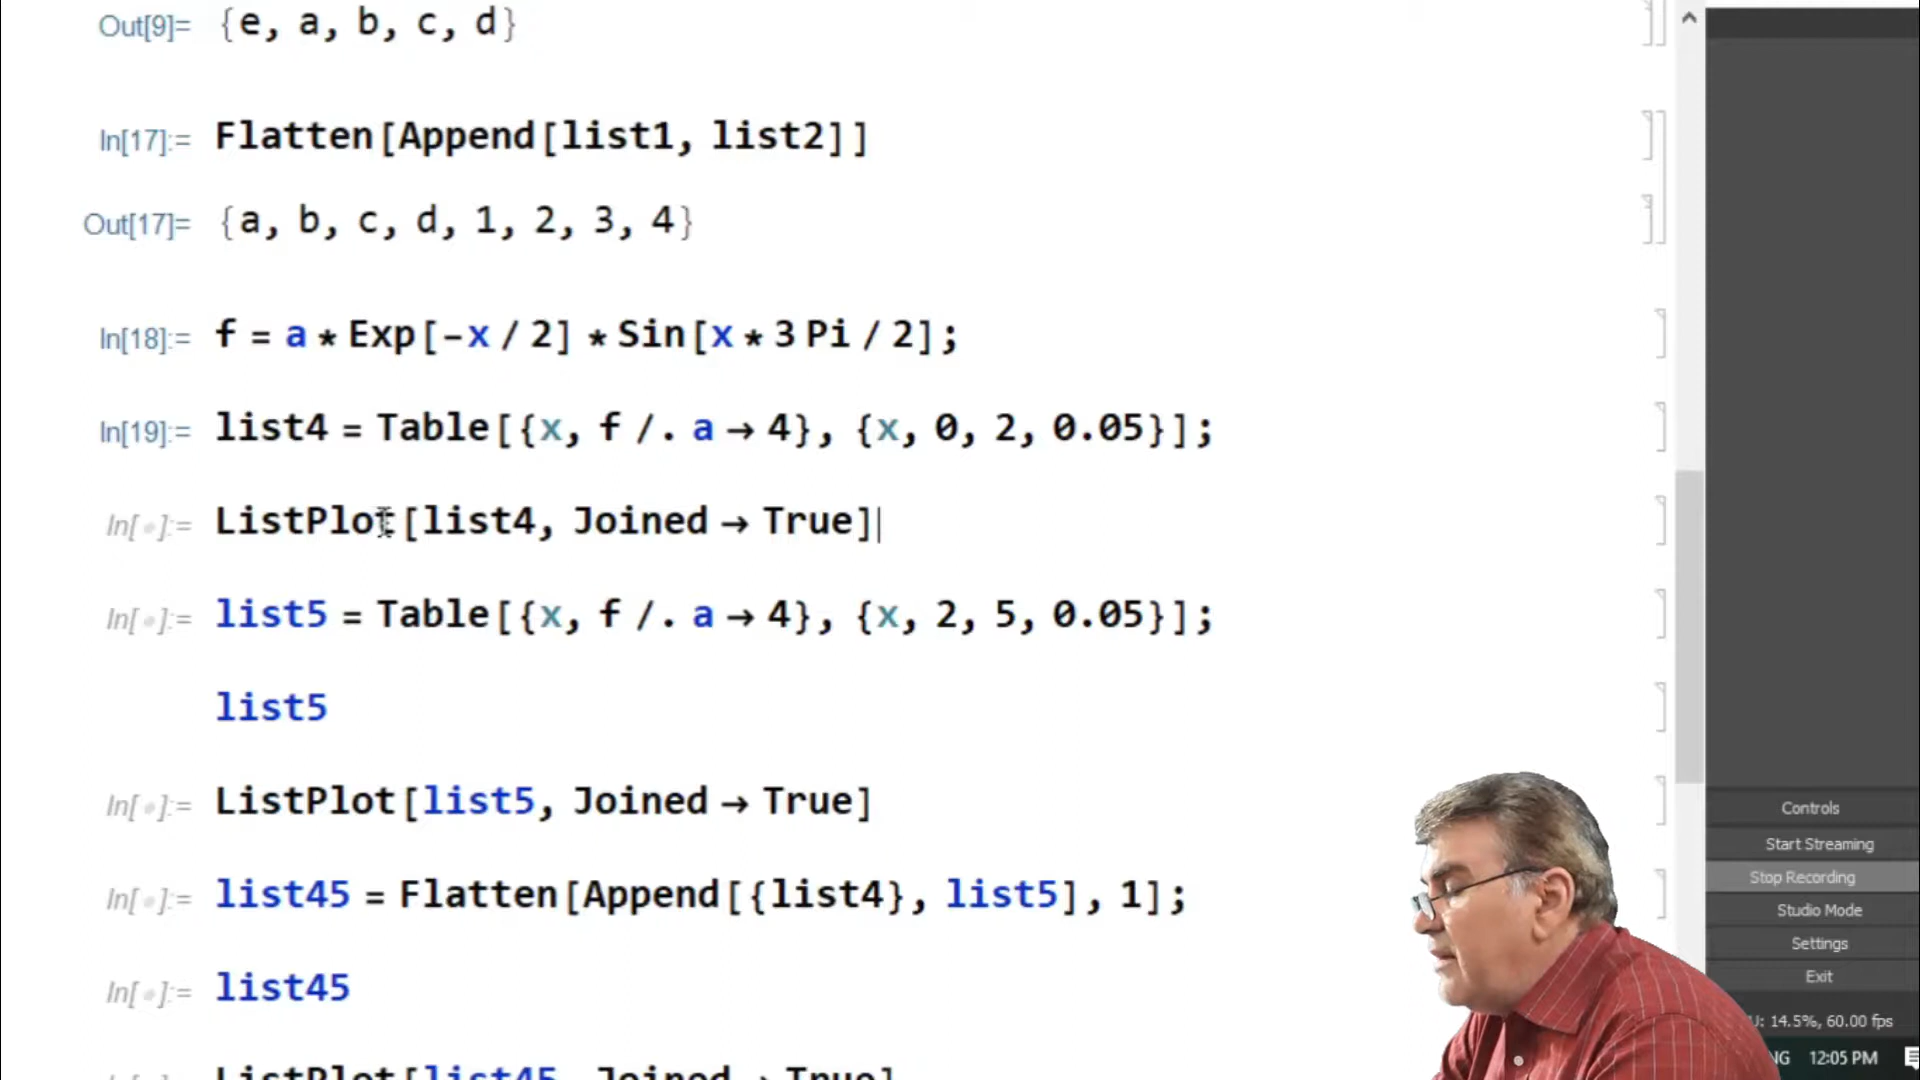 Out[9]= {e, a, b, c, d}
In[17]:= Flatten[Append[list1, list2]]
Out[17]= {a, b, c, d, 1, 2, 3, 4}
In[18]:= f = a * Exp[-x / 2] * Sin[x * 3 Pi / 2];
In[19]:= list4 = Table[{x, f /. a → 4}, {x, 0, 2, 0.05}];
In[ ]:= ListPlot[list4, Joined → True]
In[ ]:= list5 = Table[{x, f /. a → 4}, {x, 2, 5, 0.05}];
list5
In[ ]:= ListPlot[list5, Joined → True]
In[ ]:= list45 = Flatten[Append[{list4}, list5], 1];
In[ ]:= list45
ListPlot[list45, Joined → True]
Controls
Start Streaming
Stop Recording
Studio Mode
Settings
Exit
14.5%, 60.00 fps
12:05 PM